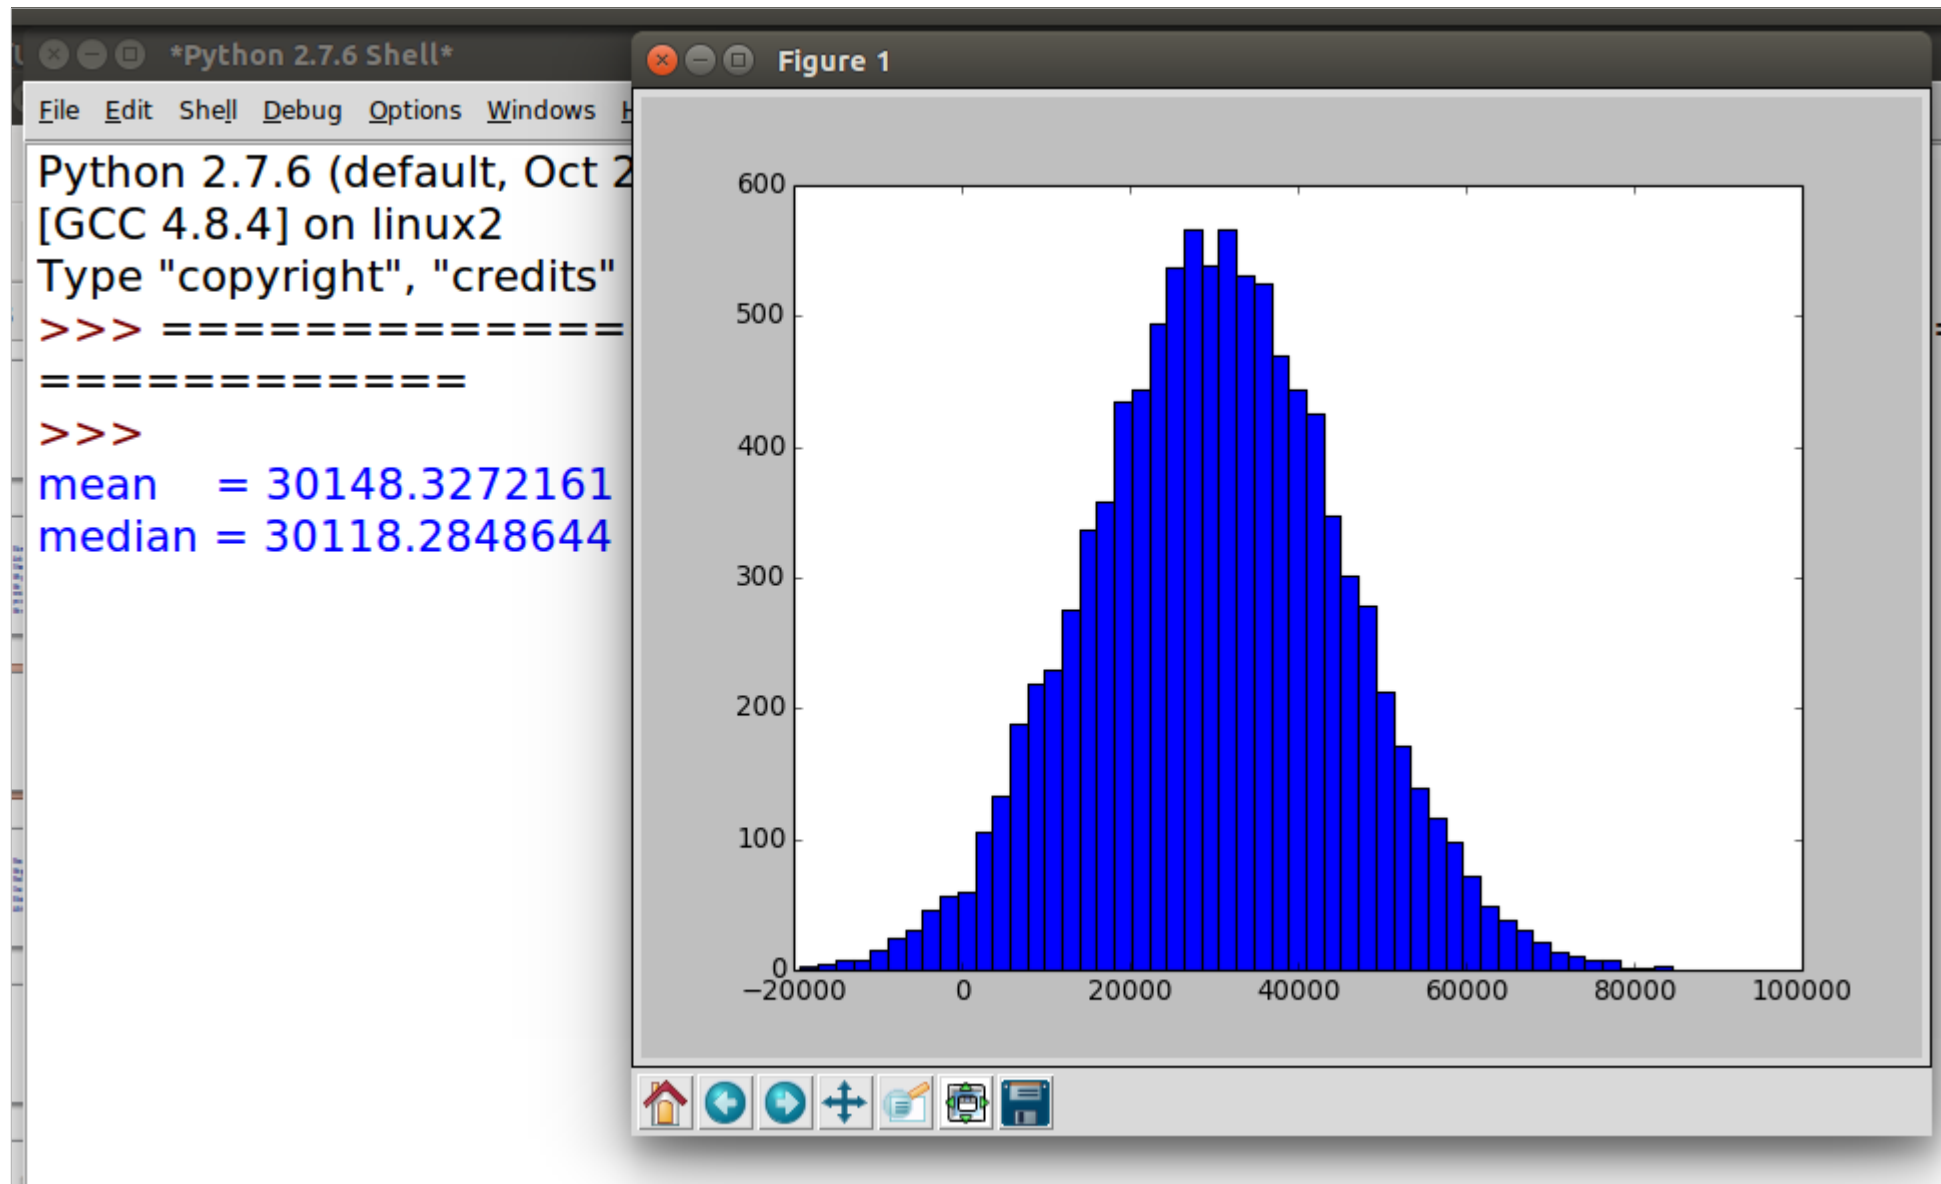 *Python 2.7.6 Shell*
File Edit Shell Debug Options Windows
Python 2.7.6 (default, Oct 2
[GCC 4.8.4] on linux2
Type "copyright", "credits"
>>> =============
============
>>>
mean = 30148.3272161
median = 30118.2848644
Figure 1
600
500
400
300
200
100
0
−20000 0 20000 40000 60000 80000 100000